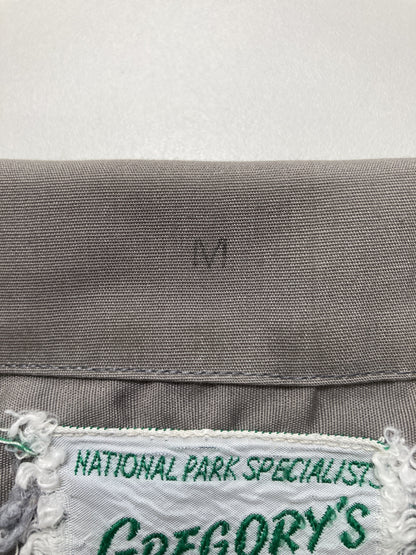 M
NATIONAL PARK SPECIALISTS
GREGORY'S